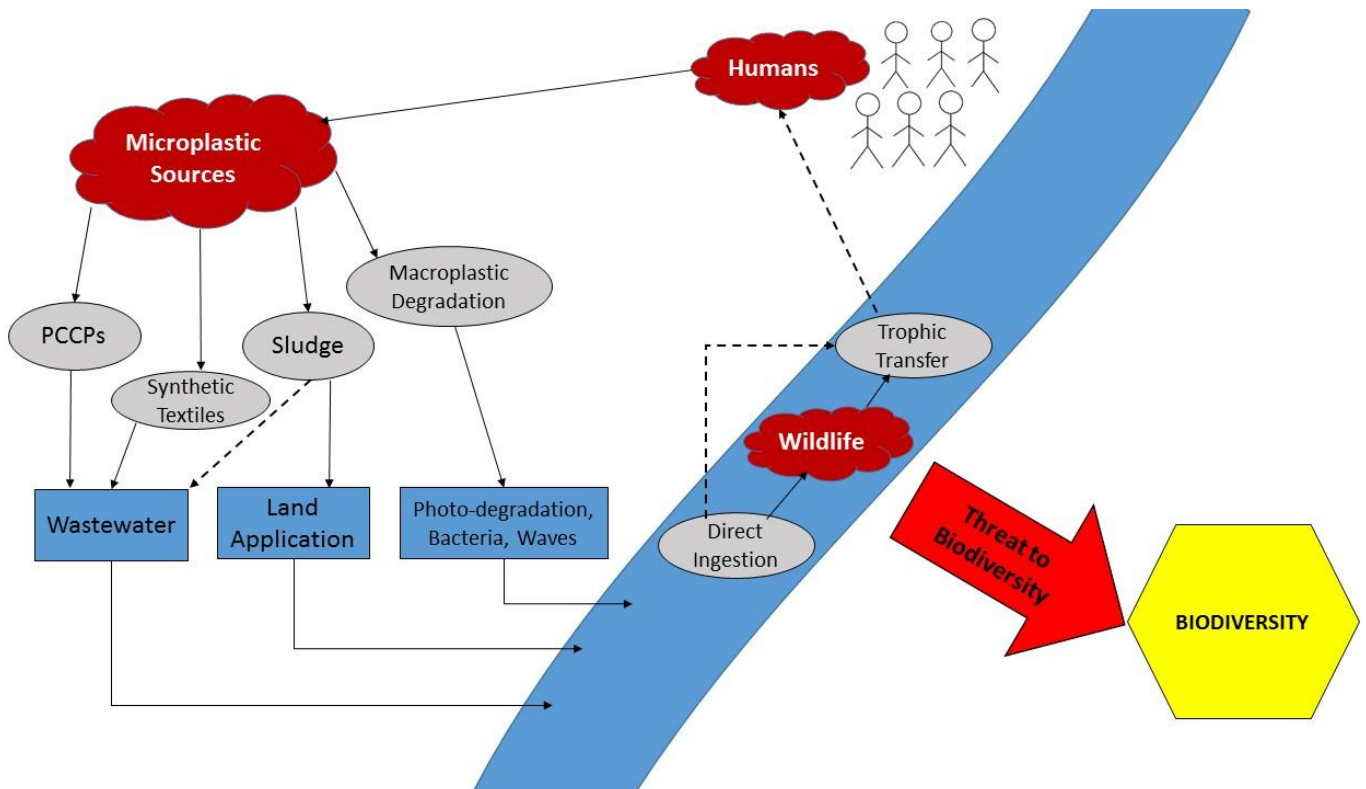 Humans
Microplastic
Sources
Macroplastic
Degradation
PCCPs
Sludge
Trophic
Transfer
Synthetic
Textiles
Wildlife
Wastewater
Land
Application
Photo-degradation,
Bacteria, Waves
Direct
Ingestion
Threat to
Biodiversity
BIODIVERSITY